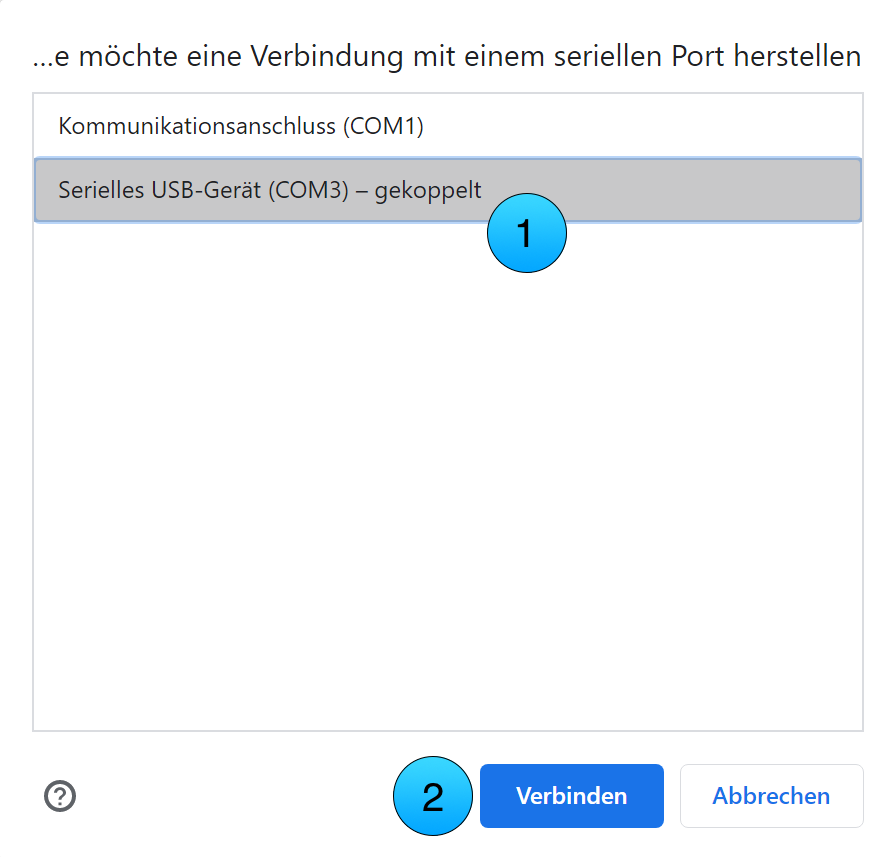 ...e möchte eine Verbindung mit einem seriellen Port herstellen
Kommunikationsanschluss (COM1)
Serielles USB-Gerät (COM3) – gekoppelt
1
?
2
Verbinden
Abbrechen